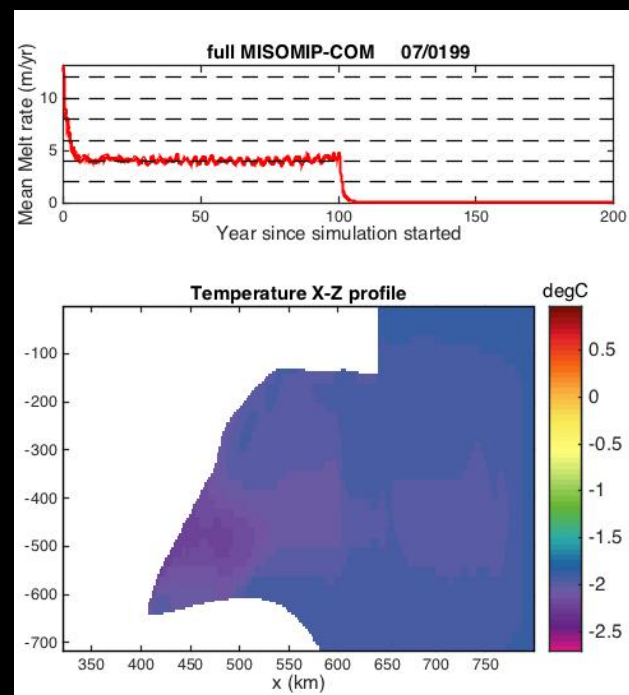 full MISOMIP-COM 07/0199
Mean Melt rate (m/yr)
10
5
0
0 50 100 150 200
Year since simulation started
Temperature X-Z profile
degC
-100
-200
-300
-400
-500
-600
-700
350 400 450 500 550 600 650 700 750
x (km)
0.5
0
-0.5
-1
-1.5
-2
-2.5